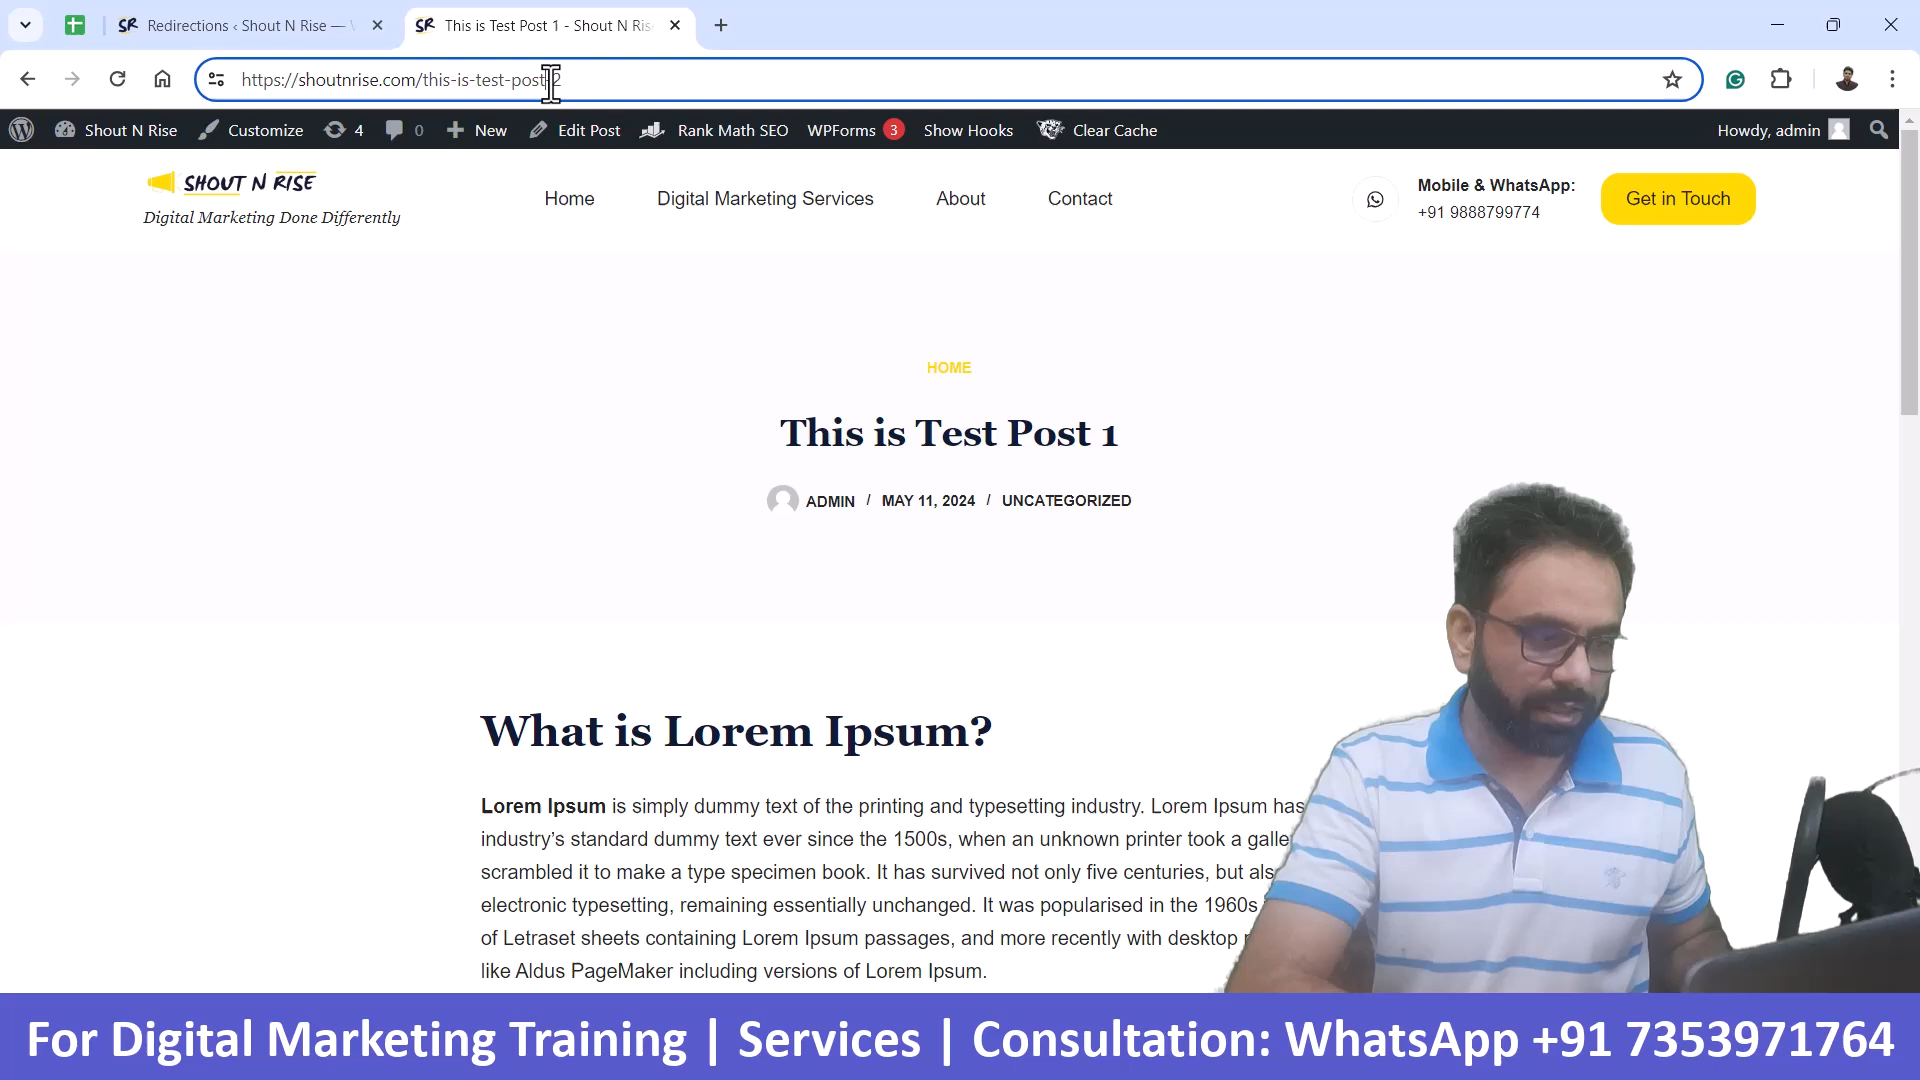 Redirections ‹ Shout N Rise —
This is Test Post 1 - Shout N Ris
https://shoutnrise.com/this-is-test-post-2
Shout N Rise
Customize
4
0
New
Edit Post
Rank Math SEO
WPForms 3
Show Hooks
Clear Cache
Howdy, admin
SHOUT N RISE
Digital Marketing Done Differently
Home
Digital Marketing Services
About
Contact
Mobile & WhatsApp:
+91 9888799774
Get in Touch
HOME
This is Test Post 1
ADMIN / MAY 11, 2024 / UNCATEGORIZED
What is Lorem Ipsum?
Lorem Ipsum is simply dummy text of the printing and typesetting industry. Lorem Ipsum has
industry’s standard dummy text ever since the 1500s, when an unknown printer took a galle
scrambled it to make a type specimen book. It has survived not only five centuries, but als
electronic typesetting, remaining essentially unchanged. It was popularised in the 1960s
of Letraset sheets containing Lorem Ipsum passages, and more recently with desktop
like Aldus PageMaker including versions of Lorem Ipsum.
For Digital Marketing Training | Services | Consultation: WhatsApp +91 7353971764